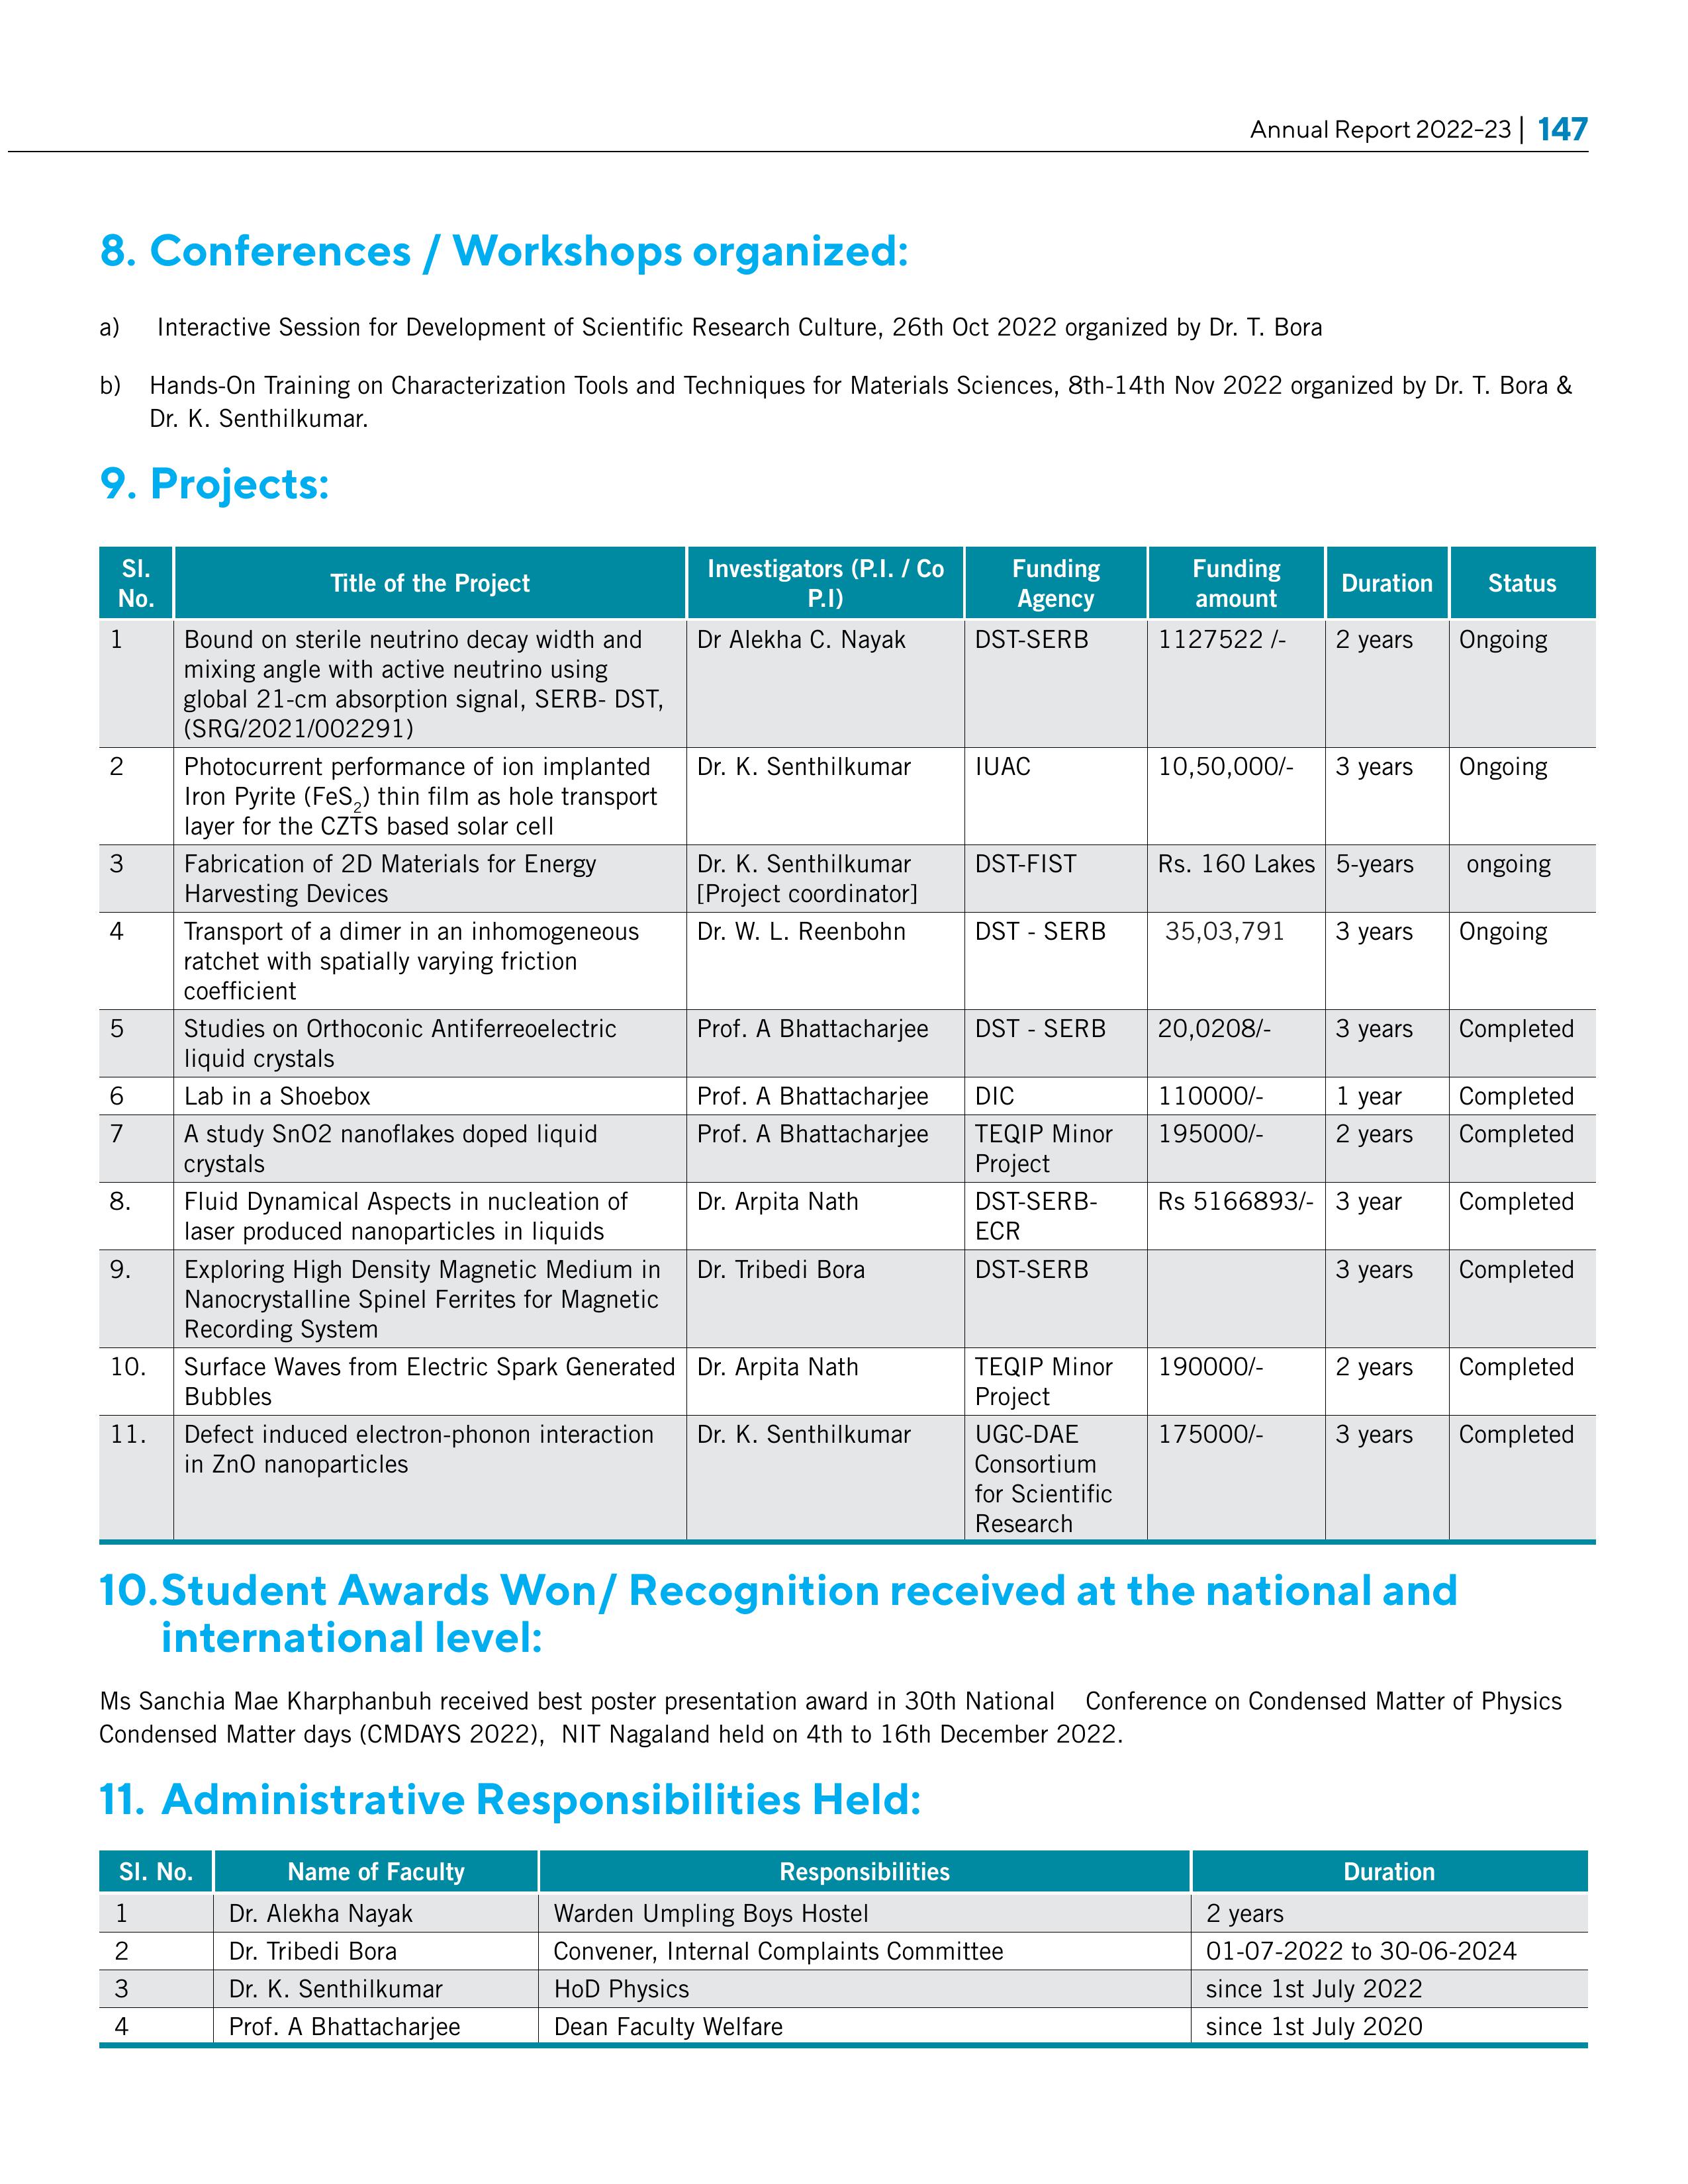 Annual Report 2022-23 | 147
8. Conferences / Workshops organized:
a) Interactive Session for Development of Scientific Research Culture, 26th Oct 2022 organized by Dr. T. Bora
b) Hands-On Training on Characterization Tools and Techniques for Materials Sciences, 8th-14th Nov 2022 organized by Dr. T. Bora &
Dr. K. Senthilkumar.
9. Projects:
Sl. No. | Title of the Project | Investigators (P.I. / Co P.I) | Funding Agency | Funding amount | Duration | Status
1 | Bound on sterile neutrino decay width and mixing angle with active neutrino using global 21-cm absorption signal, SERB- DST, (SRG/2021/002291) | Dr Alekha C. Nayak | DST-SERB | 1127522 /- | 2 years | Ongoing
2 | Photocurrent performance of ion implanted Iron Pyrite (FeS2) thin film as hole transport layer for the CZTS based solar cell | Dr. K. Senthilkumar | IUAC | 10,50,000/- | 3 years | Ongoing
3 | Fabrication of 2D Materials for Energy Harvesting Devices | Dr. K. Senthilkumar [Project coordinator] | DST-FIST | Rs. 160 Lakes | 5-years | ongoing
4 | Transport of a dimer in an inhomogeneous ratchet with spatially varying friction coefficient | Dr. W. L. Reenbohn | DST - SERB | 35,03,791 | 3 years | Ongoing
5 | Studies on Orthoconic Antiferreoelectric liquid crystals | Prof. A Bhattacharjee | DST - SERB | 20,0208/- | 3 years | Completed
6 | Lab in a Shoebox | Prof. A Bhattacharjee | DIC | 110000/- | 1 year | Completed
7 | A study SnO2 nanoflakes doped liquid crystals | Prof. A Bhattacharjee | TEQIP Minor Project | 195000/- | 2 years | Completed
8. | Fluid Dynamical Aspects in nucleation of laser produced nanoparticles in liquids | Dr. Arpita Nath | DST-SERB-ECR | Rs 5166893/- | 3 year | Completed
9. | Exploring High Density Magnetic Medium in Nanocrystalline Spinel Ferrites for Magnetic Recording System | Dr. Tribedi Bora | DST-SERB | | 3 years | Completed
10. | Surface Waves from Electric Spark Generated Bubbles | Dr. Arpita Nath | TEQIP Minor Project | 190000/- | 2 years | Completed
11. | Defect induced electron-phonon interaction in ZnO nanoparticles | Dr. K. Senthilkumar | UGC-DAE Consortium for Scientific Research | 175000/- | 3 years | Completed
10.Student Awards Won/ Recognition received at the national and
international level:
Ms Sanchia Mae Kharphanbuh received best poster presentation award in 30th National Conference on Condensed Matter of Physics
Condensed Matter days (CMDAYS 2022), NIT Nagaland held on 4th to 16th December 2022.
11. Administrative Responsibilities Held:
Sl. No. | Name of Faculty | Responsibilities | Duration
1 | Dr. Alekha Nayak | Warden Umpling Boys Hostel | 2 years
2 | Dr. Tribedi Bora | Convener, Internal Complaints Committee | 01-07-2022 to 30-06-2024
3 | Dr. K. Senthilkumar | HoD Physics | since 1st July 2022
4 | Prof. A Bhattacharjee | Dean Faculty Welfare | since 1st July 2020